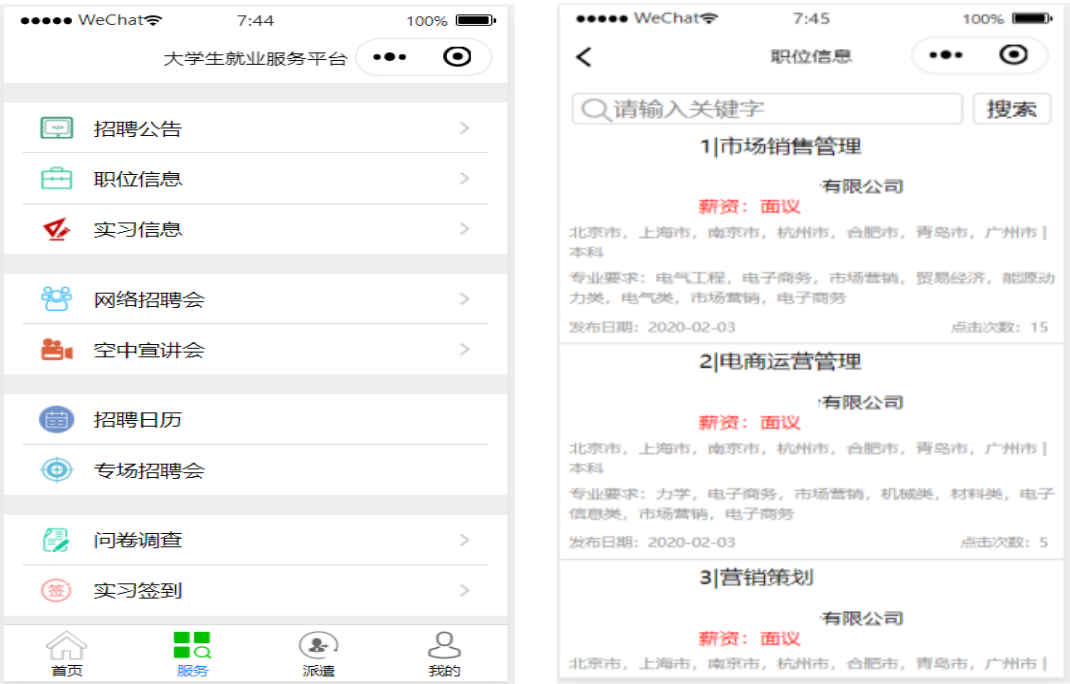 WeChat 7:44 100%
大学生就业服务平台
招聘公告
职位信息
实习信息
网络招聘会
空中宣讲会
招聘日历
专场招聘会
问卷调查
签
实习签到
首页 服务 派遣 我的
WeChat 7:45 100%
职位信息
请输入关键字 搜索
1|市场销售管理
有限公司
薪资：面议
北京市，上海市，南京市，杭州市，合肥市，青岛市，广州市 |
本科
专业要求：电气工程，电子商务，市场营销，贸易经济，能源动
力类，电气类，市场营销，电子商务
发布日期：2020-02-03 点击次数：15
2|电商运营管理
有限公司
薪资：面议
北京市，上海市，南京市，杭州市，合肥市，青岛市，广州市 |
本科
专业要求：力学，电子商务，市场营销，机械类，材料类，电子
信息类，市场营销，电子商务
发布日期：2020-02-03 点击次数：5
3|营销策划
有限公司
薪资：面议
北京市，上海市，南京市，杭州市，合肥市，青岛市，广州市 |